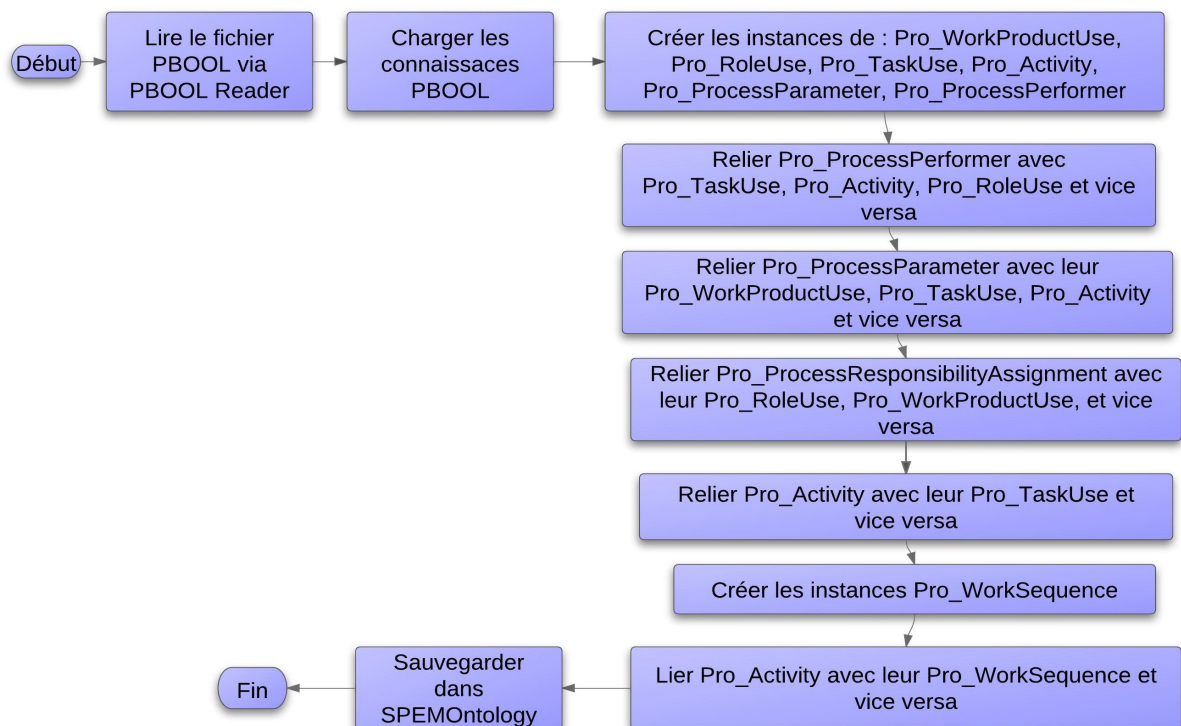 Début
Lire le fichier
PBOOL via
PBOOL Reader
Charger les
connaissaces
PBOOL
Créer les instances de : Pro_WorkProductUse,
Pro_RoleUse, Pro_TaskUse, Pro_Activity,
Pro_ProcessParameter, Pro_ProcessPerformer
Relier Pro_ProcessPerformer avec
Pro_TaskUse, Pro_Activity, Pro_RoleUse et vice
versa
Relier Pro_ProcessParameter avec leur
Pro_WorkProductUse, Pro_TaskUse, Pro_Activity
et vice versa
Relier Pro_ProcessResponsibilityAssignment avec
leur Pro_RoleUse, Pro_WorkProductUse, et vice
versa
Relier Pro_Activity avec leur Pro_TaskUse et
vice versa
Créer les instances Pro_WorkSequence
Lier Pro_Activity avec leur Pro_WorkSequence et
vice versa
Sauvegarder
dans
SPEMOntology
Fin